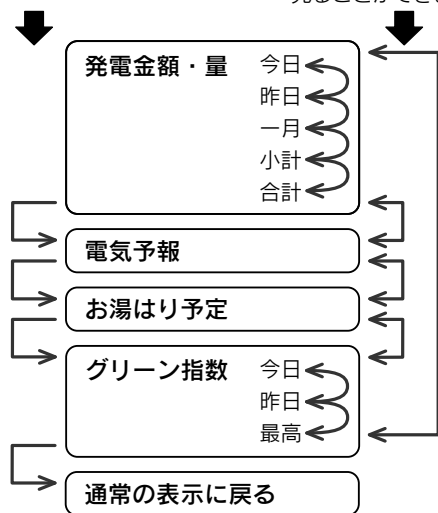 発電金額・量 今日
昨日
一月
小計
合計
電気予報
お湯はり予定
グリーン指数 今日
昨日
最高
通常の表示に戻る